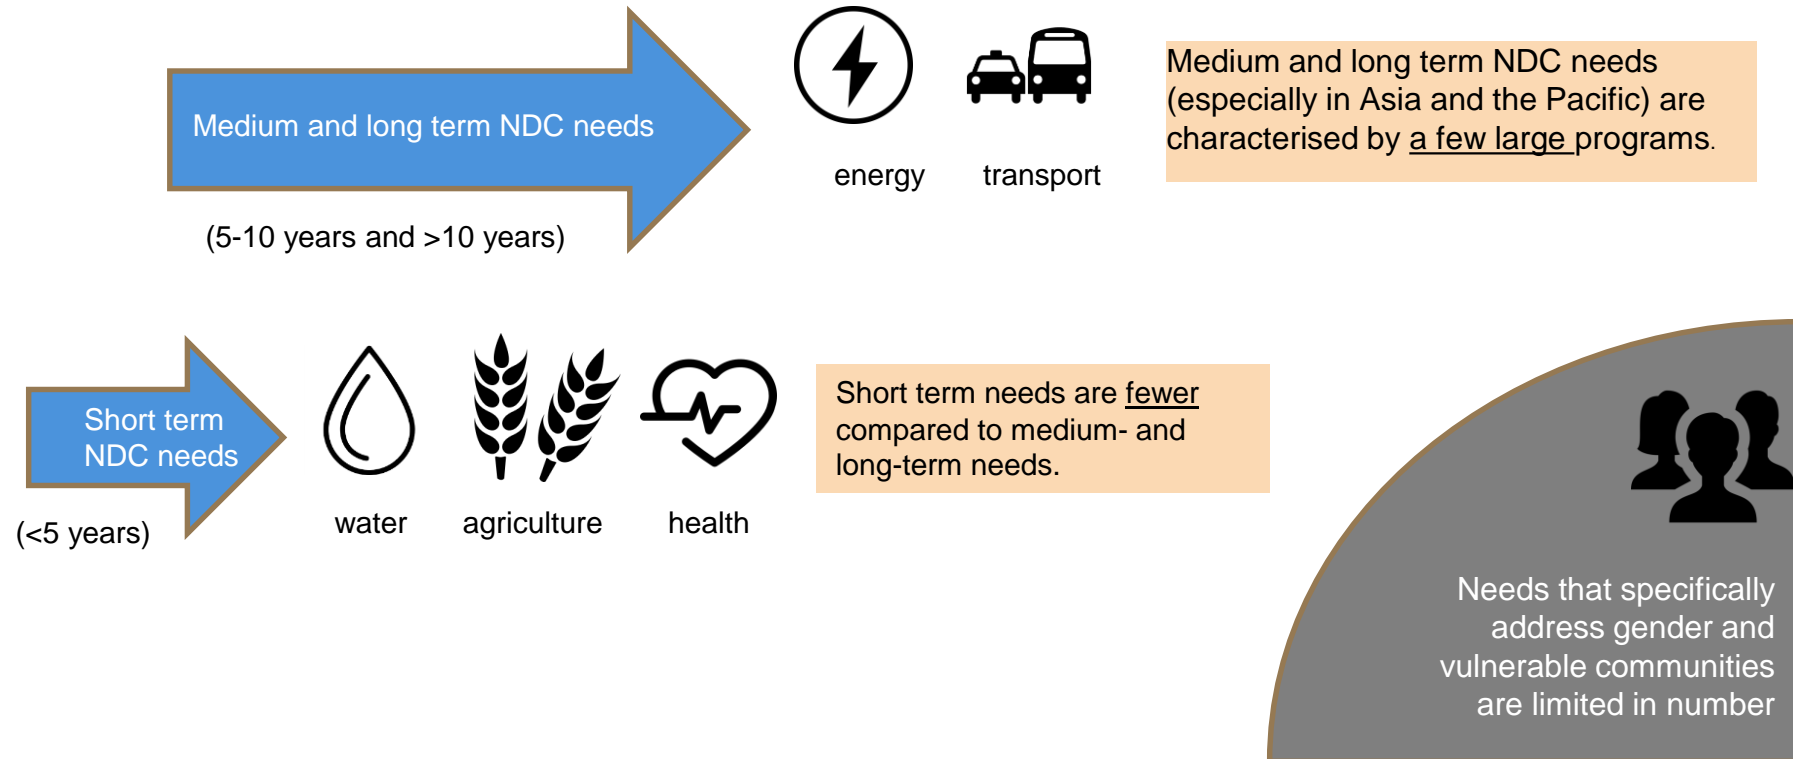 Medium and long term NDC needs
(5-10 years and >10 years)
energy
transport
Medium and long term NDC needs
(especially in Asia and the Pacific) are
characterised by a few large programs.
Short term
NDC needs
(<5 years)
water
agriculture
health
Short term needs are fewer
compared to medium- and
long-term needs.
Needs that specifically
address gender and
vulnerable communities
are limited in number